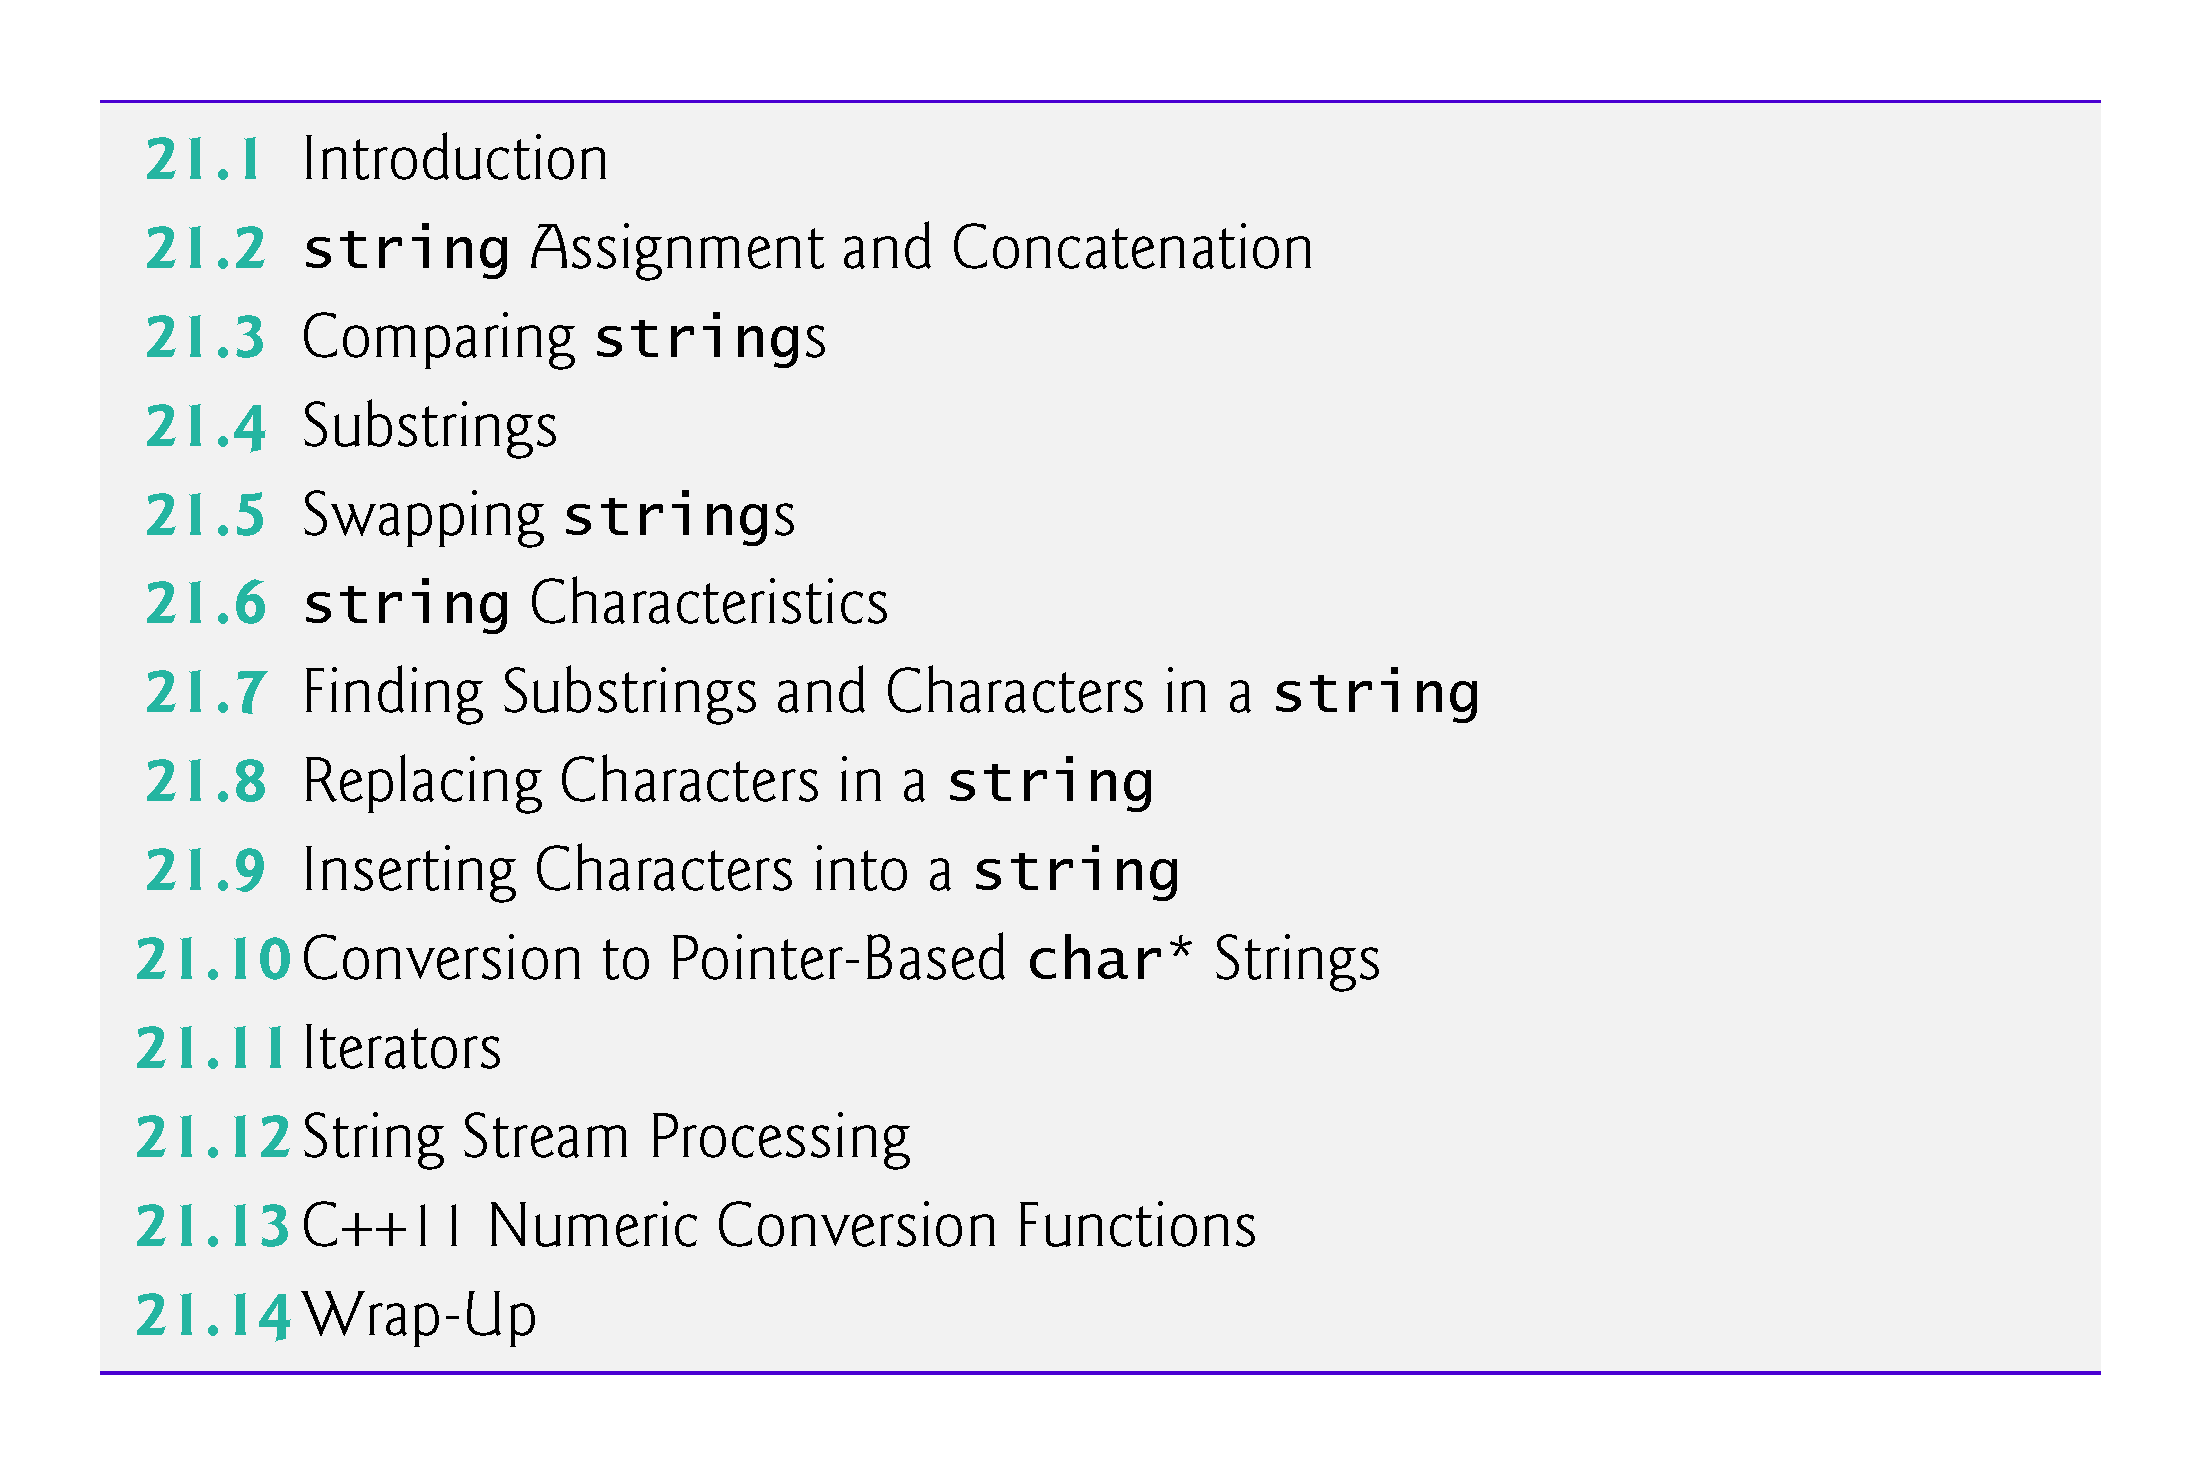 21.1 Introduction
21.2 string Assignment and Concatenation
21.3 Comparing strings
21.4 Substrings
21.5 Swapping strings
21.6 string Characteristics
21.7 Finding Substrings and Characters in a string
21.8 Replacing Characters in a string
21.9 Inserting Characters into a string
21.10 Conversion to Pointer-Based char* Strings
21.11 Iterators
21.12 String Stream Processing
21.13 C++11 Numeric Conversion Functions
21.14 Wrap-Up